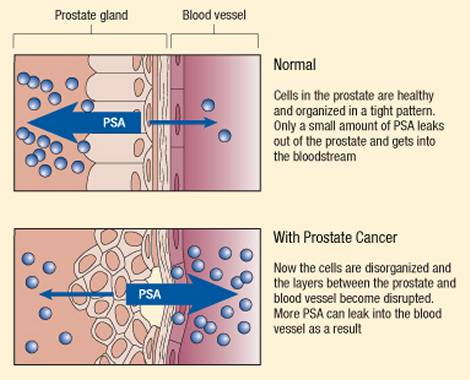 Prostate gland
Blood vessel
PSA
Normal
Cells in the prostate are healthy
and organized in a tight pattern.
Only a small amount of PSA leaks
out of the prostate and gets into
the bloodstream
PSA
With Prostate Cancer
Now the cells are disorganized and
the layers between the prostate and
blood vessel become disrupted.
More PSA can leak into the blood
vessel as a result